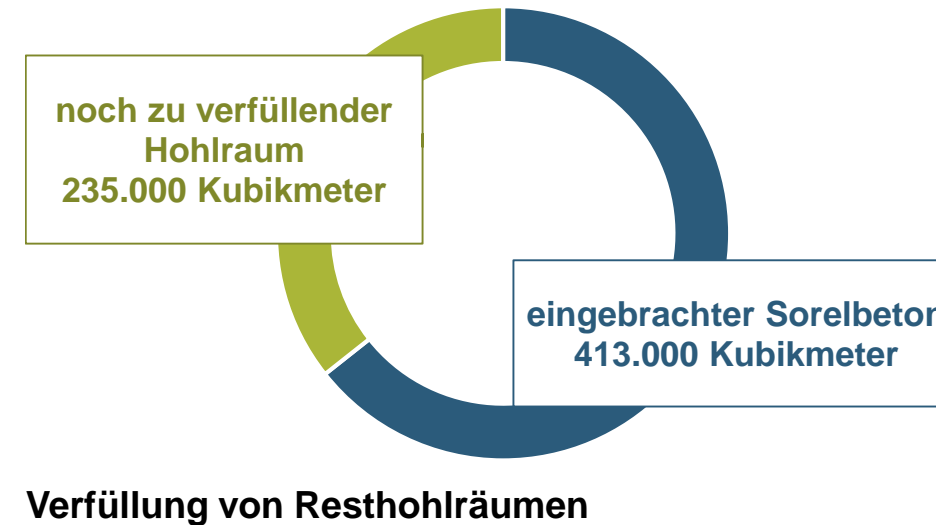 noch zu verfüllender
Hohlraum
235.000 Kubikmeter
eingebrachter Sorelbeton
413.000 Kubikmeter
Verfüllung von Resthohlräumen